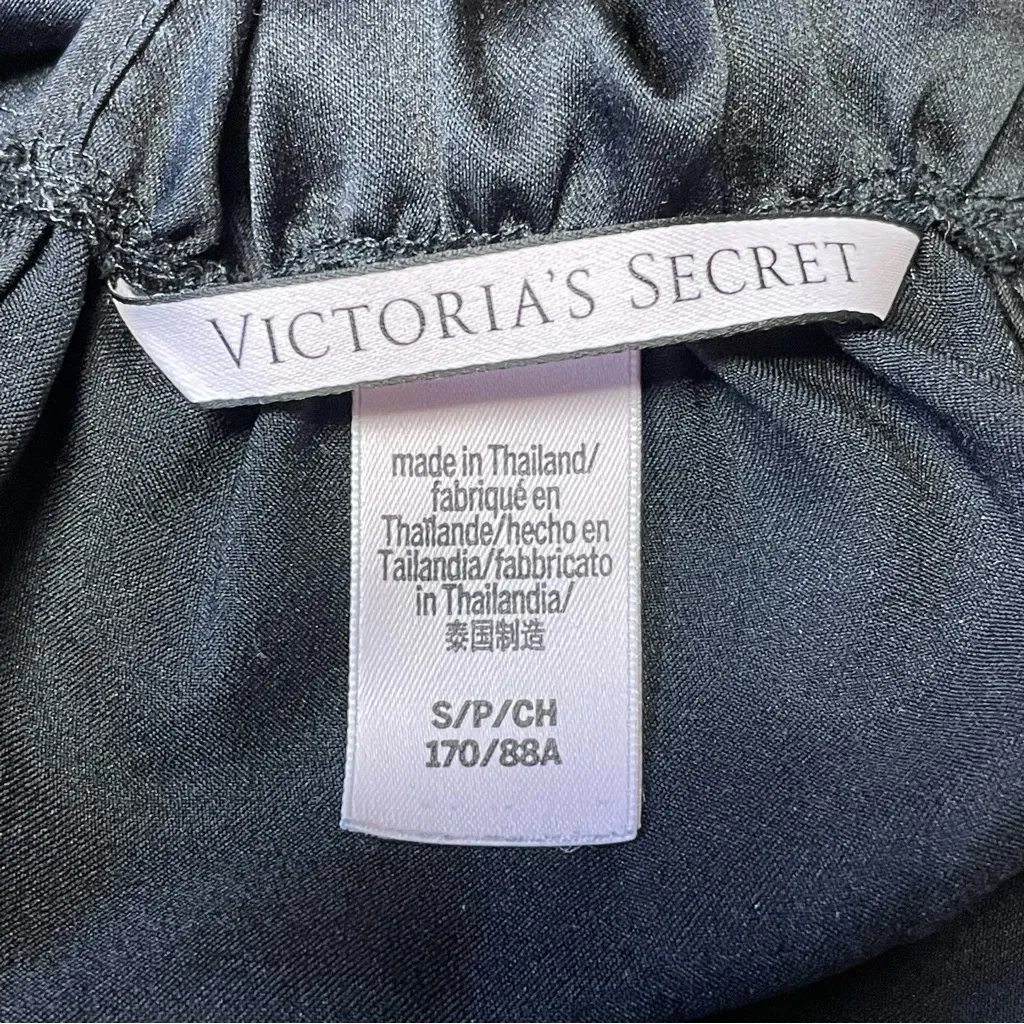 VICTORIA'S SECRET
made in Thailand/
fabriqué en
Thaïlande/hecho en
Tailandia/fabbricato
in Thailandia/
泰国制造
S/P/CH
170/88A